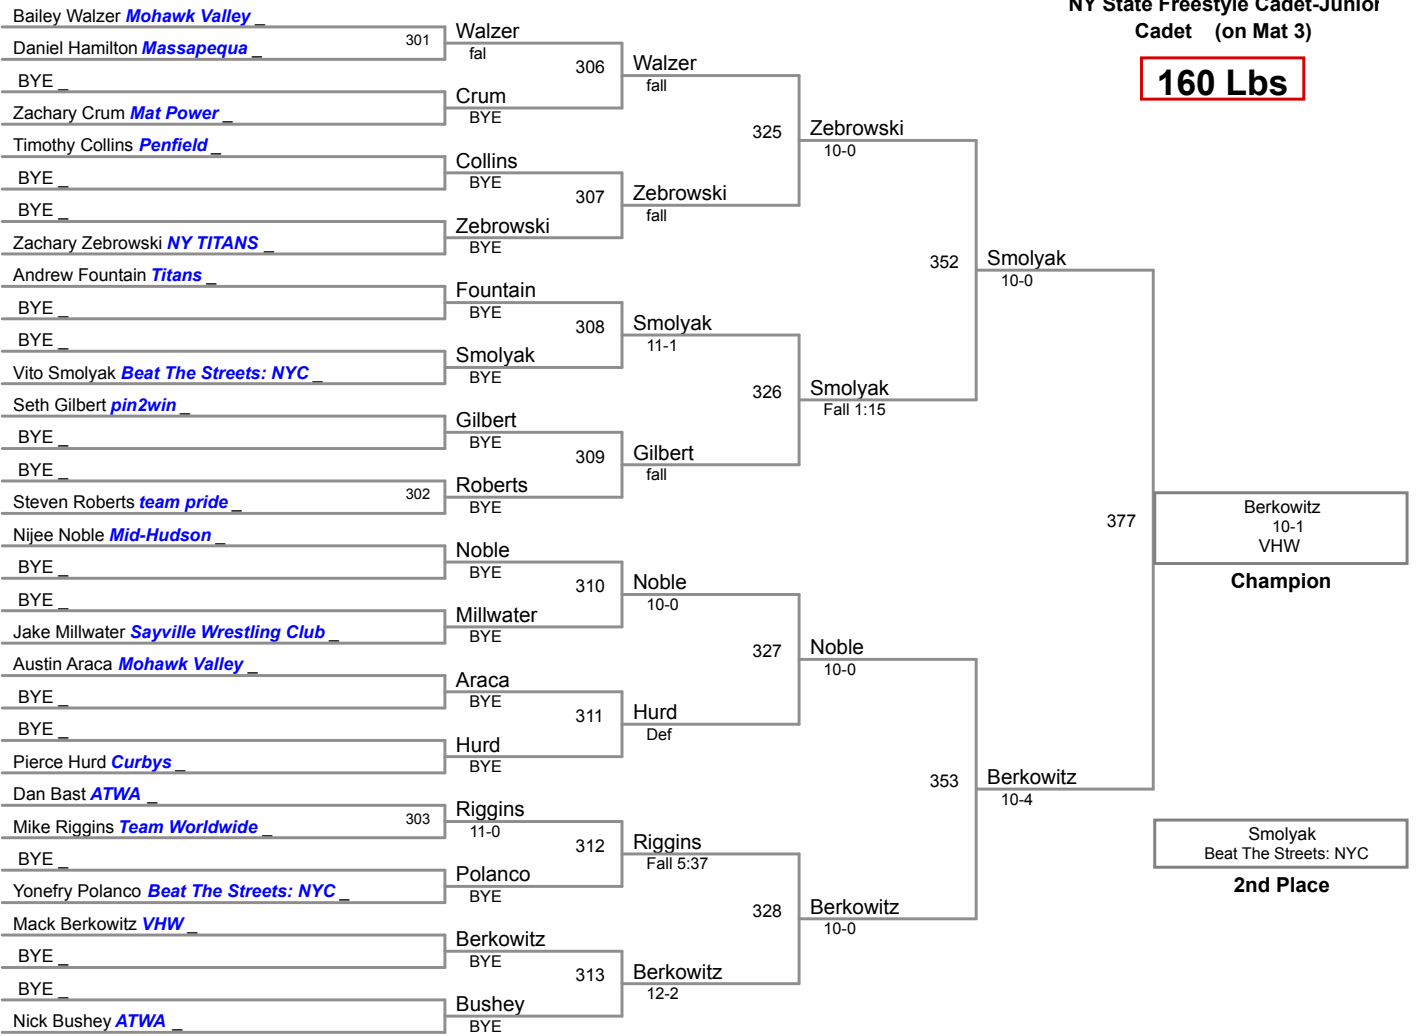 NY State Freestyle Cadet-Junior
Cadet (on Mat 3)
160 Lbs
Bailey Walzer Mohawk Valley _
Daniel Hamilton Massapequa _
BYE _
Zachary Crum Mat Power _
Timothy Collins Penfield _
BYE _
BYE _
Zachary Zebrowski NY TITANS _
Andrew Fountain Titans _
BYE _
BYE _
Vito Smolyak Beat The Streets: NYC _
Seth Gilbert pin2win _
BYE _
BYE _
Steven Roberts team pride _
Nijee Noble Mid-Hudson _
BYE _
BYE _
Jake Millwater Sayville Wrestling Club _
Austin Araca Mohawk Valley _
BYE _
BYE _
Pierce Hurd Curbys _
Dan Bast ATWA _
Mike Riggins Team Worldwide _
BYE _
Yonefry Polanco Beat The Streets: NYC _
Mack Berkowitz VHW _
BYE _
BYE _
Nick Bushey ATWA _
301
302
303
Walzer
fal
Crum
BYE
Collins
BYE
Zebrowski
BYE
Fountain
BYE
Smolyak
BYE
Gilbert
BYE
Roberts
BYE
Noble
BYE
Millwater
BYE
Araca
BYE
Hurd
BYE
Riggins
11-0
Polanco
BYE
Berkowitz
BYE
Bushey
BYE
306
307
308
309
310
311
312
313
Walzer
fall
Zebrowski
fall
Smolyak
11-1
Gilbert
fall
Noble
10-0
Hurd
Def
Riggins
Fall 5:37
Berkowitz
12-2
325
326
327
328
Zebrowski
10-0
Smolyak
Fall 1:15
Noble
10-0
Berkowitz
10-0
352
353
Smolyak
10-0
Berkowitz
10-4
377
Berkowitz
10-1
VHW
Champion
Smolyak
Beat The Streets: NYC
2nd Place